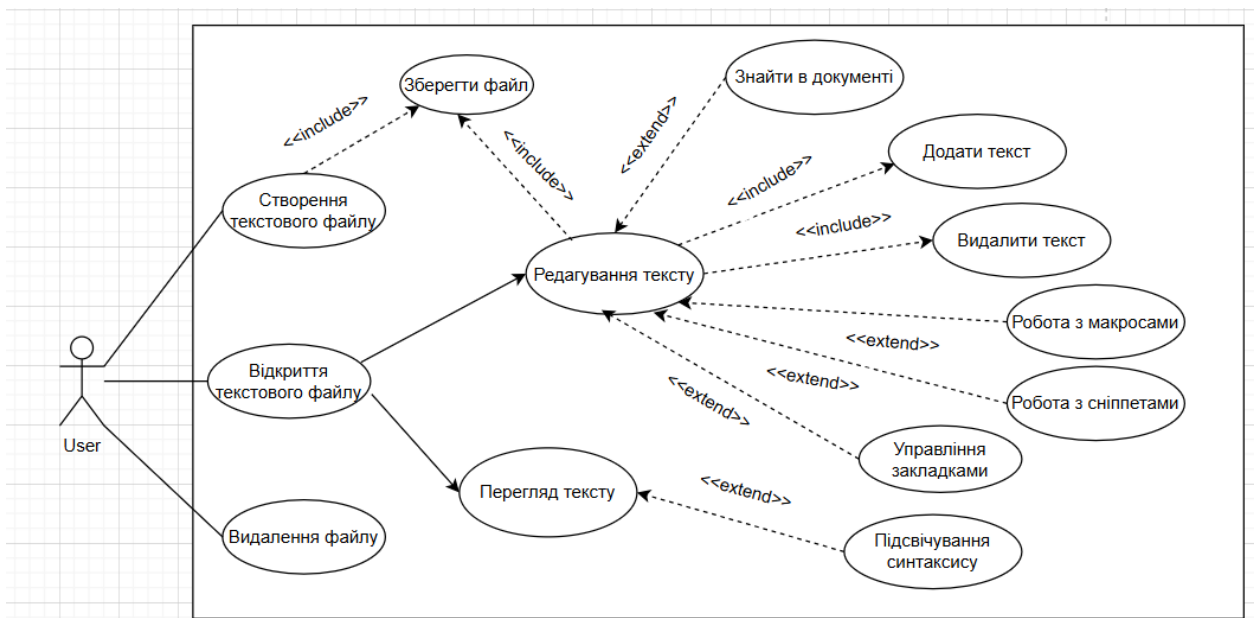 Зберегти файл
Знайти в документі
<<include>>
<<include>>
<<extend>>
Додати текст
<<include>>
Створення
текстового файлу
<<include>>
Видалити текст
Редагування тексту
Робота з макросами
<<extend>>
Відкриття
текстового файлу
<<extend>>
<<extend>>
Робота з сніппетами
User
Управління
закладками
Перегляд тексту
<<extend>>
Видалення файлу
Підсвічування
синтаксису